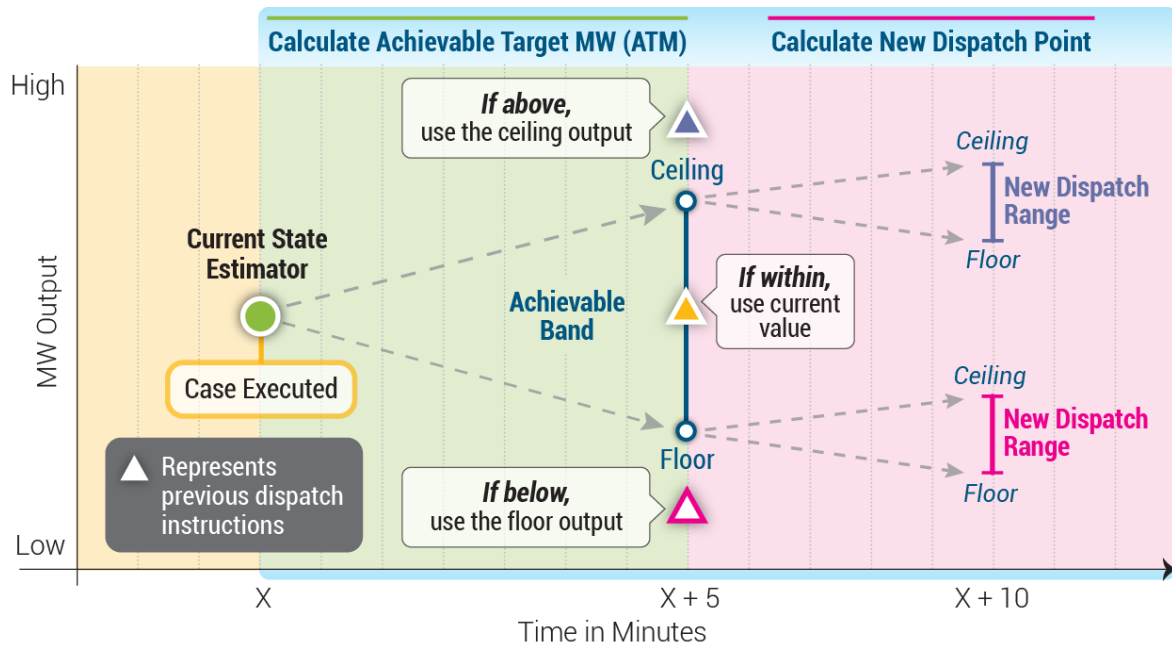 Calculate Achievable Target MW (ATM)
Calculate New Dispatch Point
High
If above,
use the ceiling output
Ceiling
Ceiling
New Dispatch
Range
Floor
Current State
Estimator
MW Output
Achievable
Band
If within,
use current
value
Case Executed
Ceiling
New Dispatch
Range
Floor
Floor
Represents
previous dispatch
instructions
If below,
use the floor output
Low
X
X + 5
X + 10
Time in Minutes